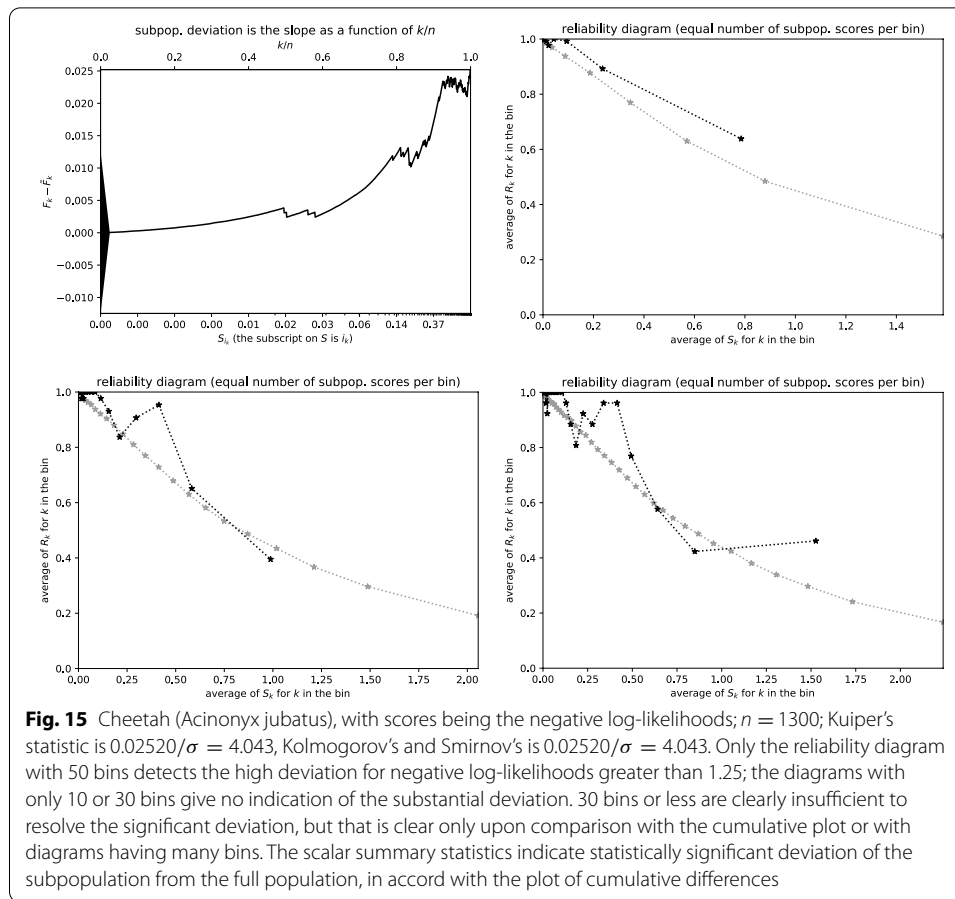 subpop. deviation is the slope as a function of k/n
k/n
0.0 0.2 0.4 0.6 0.8 1.0
0.025
0.020
0.015
0.010
0.005
0.000
−0.005
−0.010
F_k − F̃_k
0.00 0.00 0.00 0.00 0.01 0.02 0.03 0.06 0.14 0.37
S_{i_k} (the subscript on S is i_k)
reliability diagram (equal number of subpop. scores per bin)
1.0
0.8
0.6
0.4
0.2
0.0
average of R_k for k in the bin
0.0 0.2 0.4 0.6 0.8 1.0 1.2 1.4
average of S_k for k in the bin
reliability diagram (equal number of subpop. scores per bin)
1.0
0.8
0.6
0.4
0.2
0.0
average of R_k for k in the bin
0.00 0.25 0.50 0.75 1.00 1.25 1.50 1.75 2.00
average of S_k for k in the bin
reliability diagram (equal number of subpop. scores per bin)
1.0
0.8
0.6
0.4
0.2
0.0
average of R_k for k in the bin
0.00 0.25 0.50 0.75 1.00 1.25 1.50 1.75 2.00
average of S_k for k in the bin
Fig. 15 Cheetah (Acinonyx jubatus), with scores being the negative log-likelihoods; n = 1300; Kuiper's
statistic is 0.02520/σ = 4.043, Kolmogorov's and Smirnov's is 0.02520/σ = 4.043. Only the reliability diagram
with 50 bins detects the high deviation for negative log-likelihoods greater than 1.25; the diagrams with
only 10 or 30 bins give no indication of the substantial deviation. 30 bins or less are clearly insufficient to
resolve the significant deviation, but that is clear only upon comparison with the cumulative plot or with
diagrams having many bins. The scalar summary statistics indicate statistically significant deviation of the
subpopulation from the full population, in accord with the plot of cumulative differences